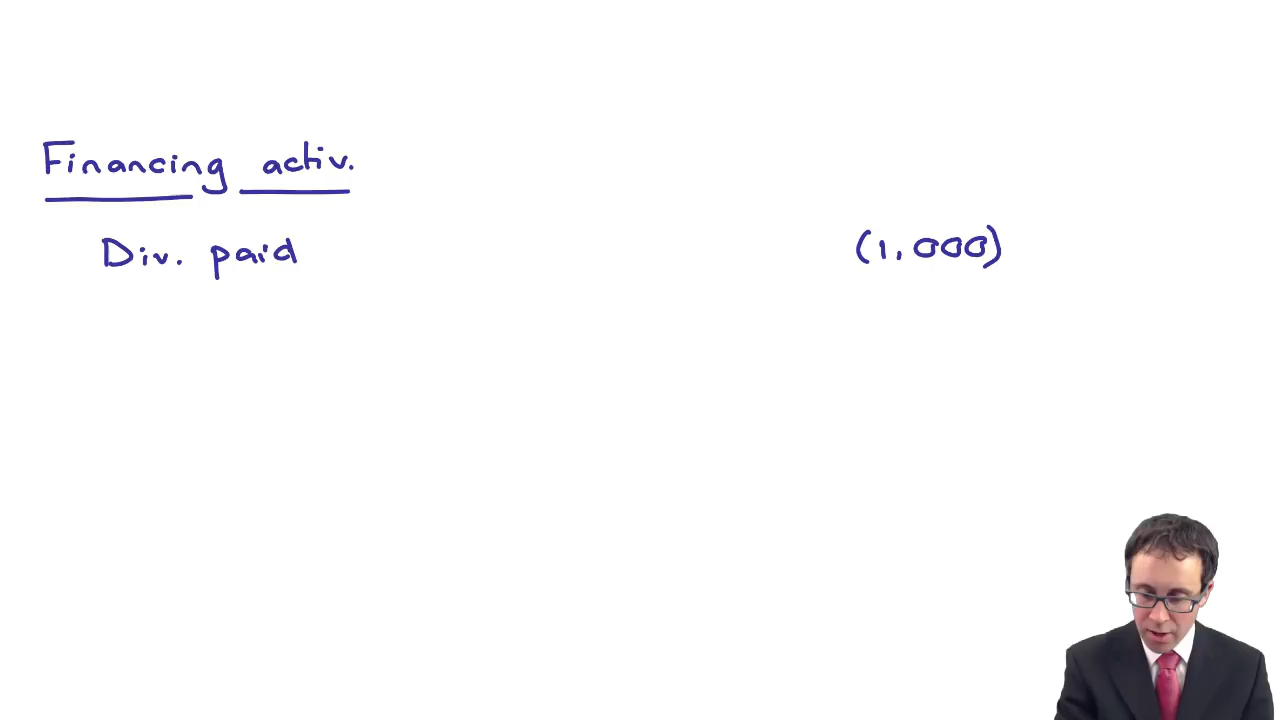 Financing activ.
Div. paid (1,000)